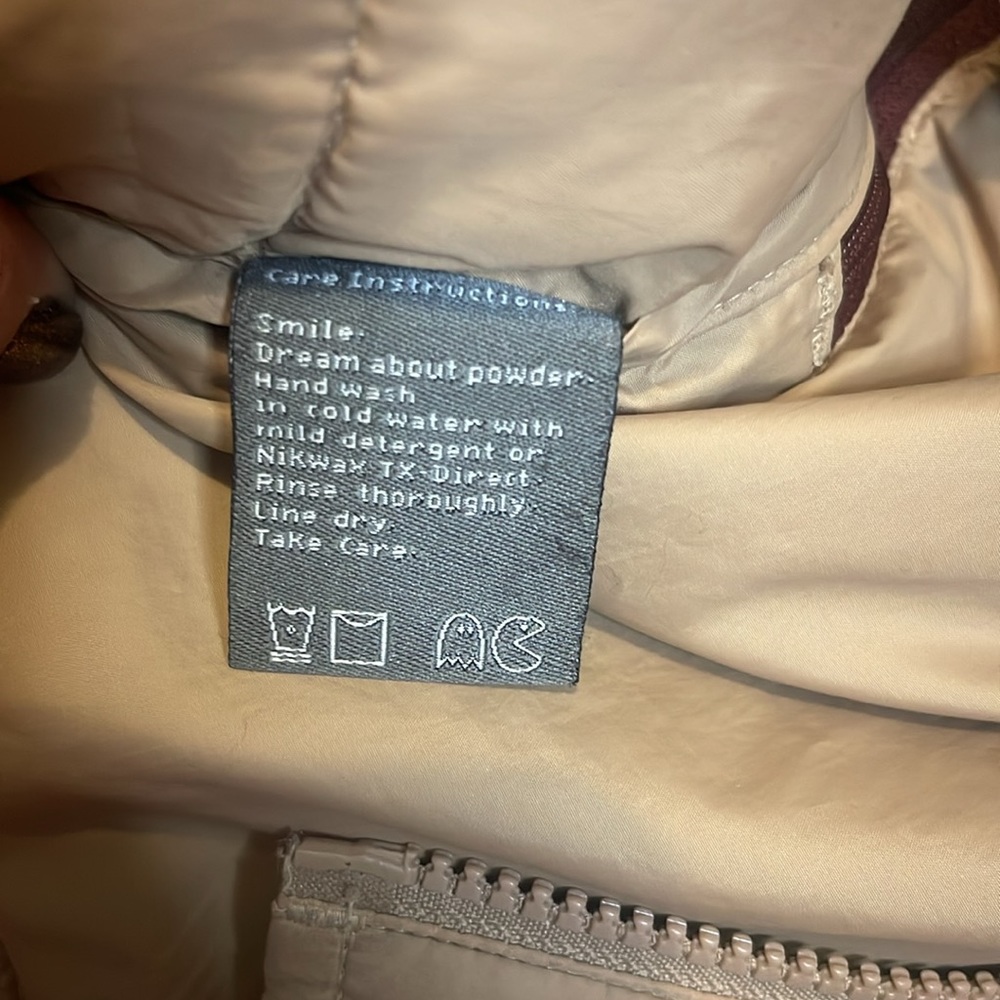 Care Instructions.
Smile.
Dream about powder.
Hand wash
in cold water with
mild detergent or
Nikwax TX-Direct.
Rinse thoroughly.
Line dry.
Take Care.